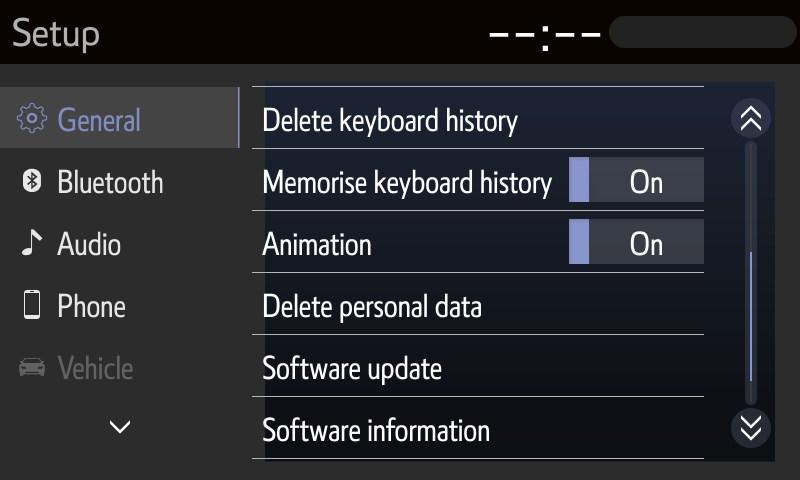 Setup
--:--
General
Bluetooth
Audio
Phone
Vehicle
Delete keyboard history
Memorise keyboard history On
Animation On
Delete personal data
Software update
Software information